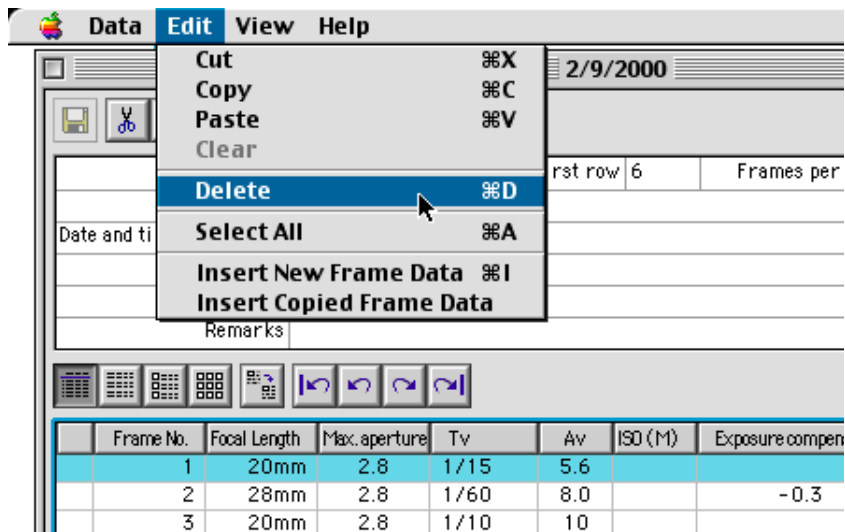 Data Edit View Help
Cut ⌘X
2/9/2000
Copy ⌘C
Paste ⌘V
Clear
rst row 6 Frames per
Delete ⌘D
Date and ti
Select All ⌘A
Insert New Frame Data ⌘I
Insert Copied Frame Data
Remarks
Frame No. Focal Length Max. aperture Tv Av ISO (M) Exposure compen
1 20mm 2.8 1/15 5.6
2 28mm 2.8 1/60 8.0 -0.3
3 20mm 2.8 1/10 10